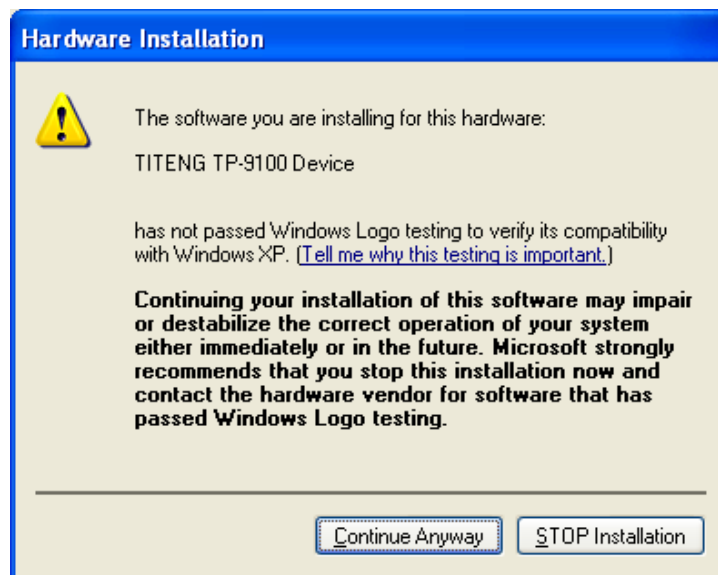 Hardware Installation
The software you are installing for this hardware:
TITENG TP-9100 Device
has not passed Windows Logo testing to verify its compatibility
with Windows XP. (Tell me why this testing is important.)
Continuing your installation of this software may impair
or destabilize the correct operation of your system
either immediately or in the future. Microsoft strongly
recommends that you stop this installation now and
contact the hardware vendor for software that has
passed Windows Logo testing.
Continue Anyway
STOP Installation